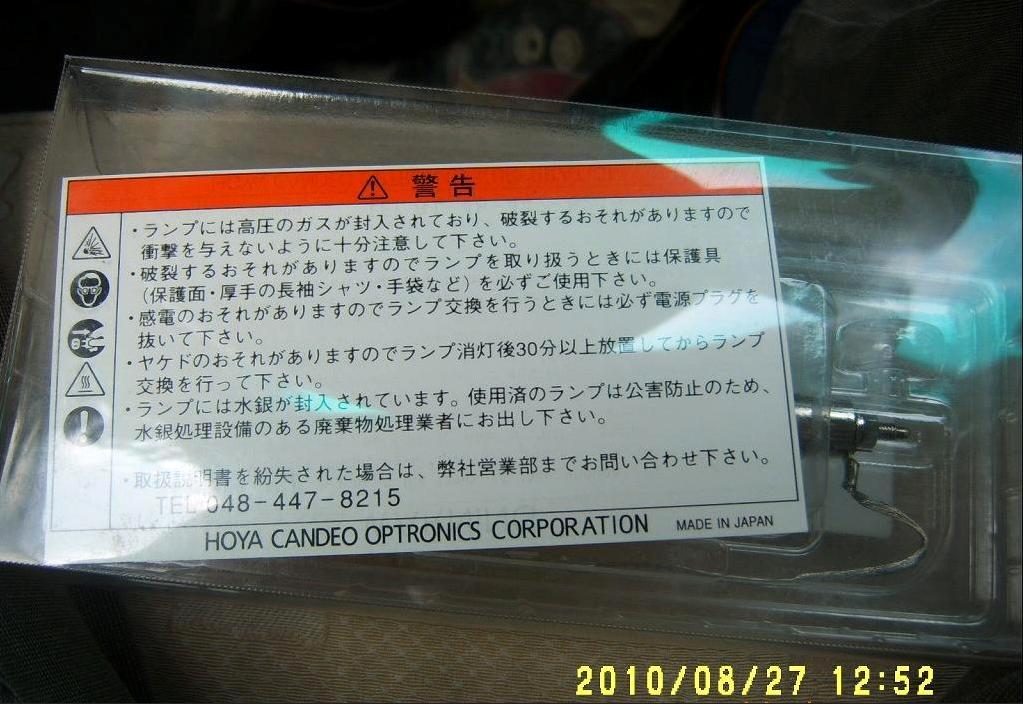 警告
・ランプには高圧のガスが封入されており、破裂するおそれがありますので
衝撃を与えないように十分注意して下さい。
・破裂するおそれがありますのでランプを取り扱うときには保護具
(保護面・厚手の長袖シャツ・手袋など)を必ずご使用下さい。
・感電のおそれがありますのでランプ交換を行うときには必ず電源プラグを
抜いて下さい。
・ヤケドのおそれがありますのでランプ消灯後30分以上放置してからランプ
交換を行って下さい。
・ランプには水銀が封入されています。使用済のランプは公害防止のため、
水銀処理設備のある廃棄物処理業者にお出し下さい。
・取扱説明書を紛失された場合は、弊社営業部までお問い合わせ下さい。
TEL 048-447-8215
HOYA CANDEO OPTRONICS CORPORATION MADE IN JAPAN
2010/08/27 12:52